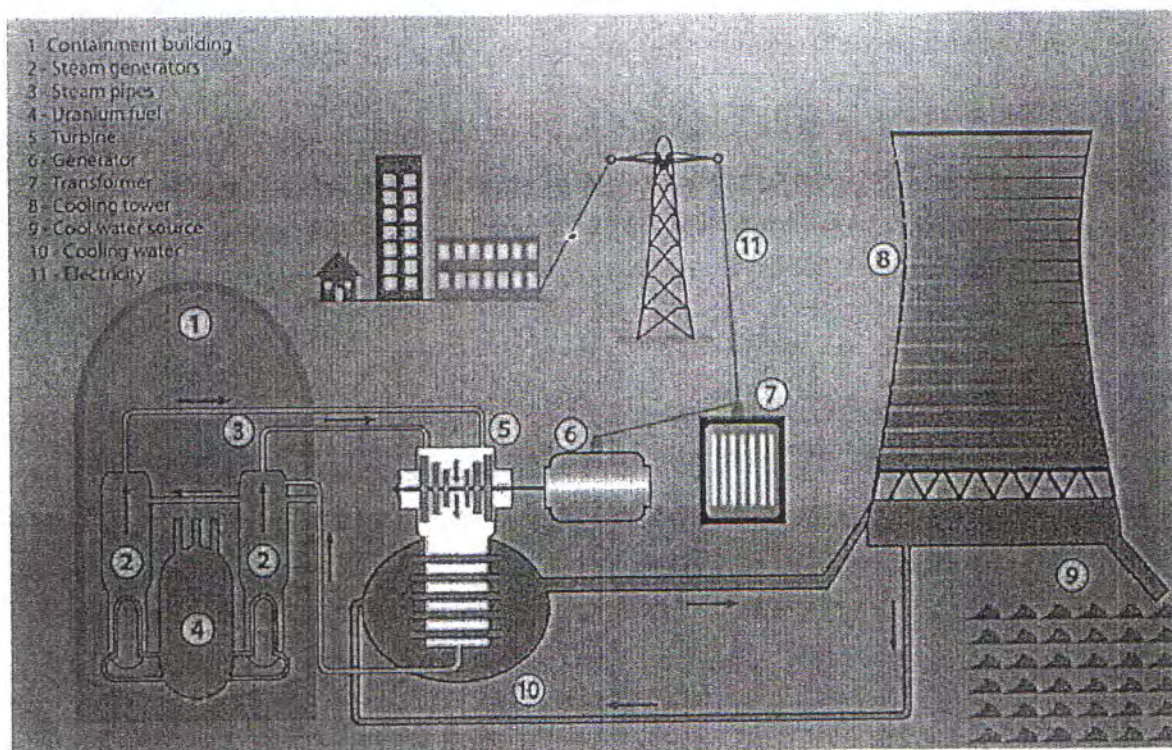 1 Containment building
2 - Steam generators
3 - Steam pipes
4 - Uranium fuel
5 - Turbine
6 - Generator
7 - Transformer
8 - Cooling tower
9 - Cool water source
10 - Cooling water
11 - Electricity
1
11
8
3
5
6
7
2
2
4
9
10